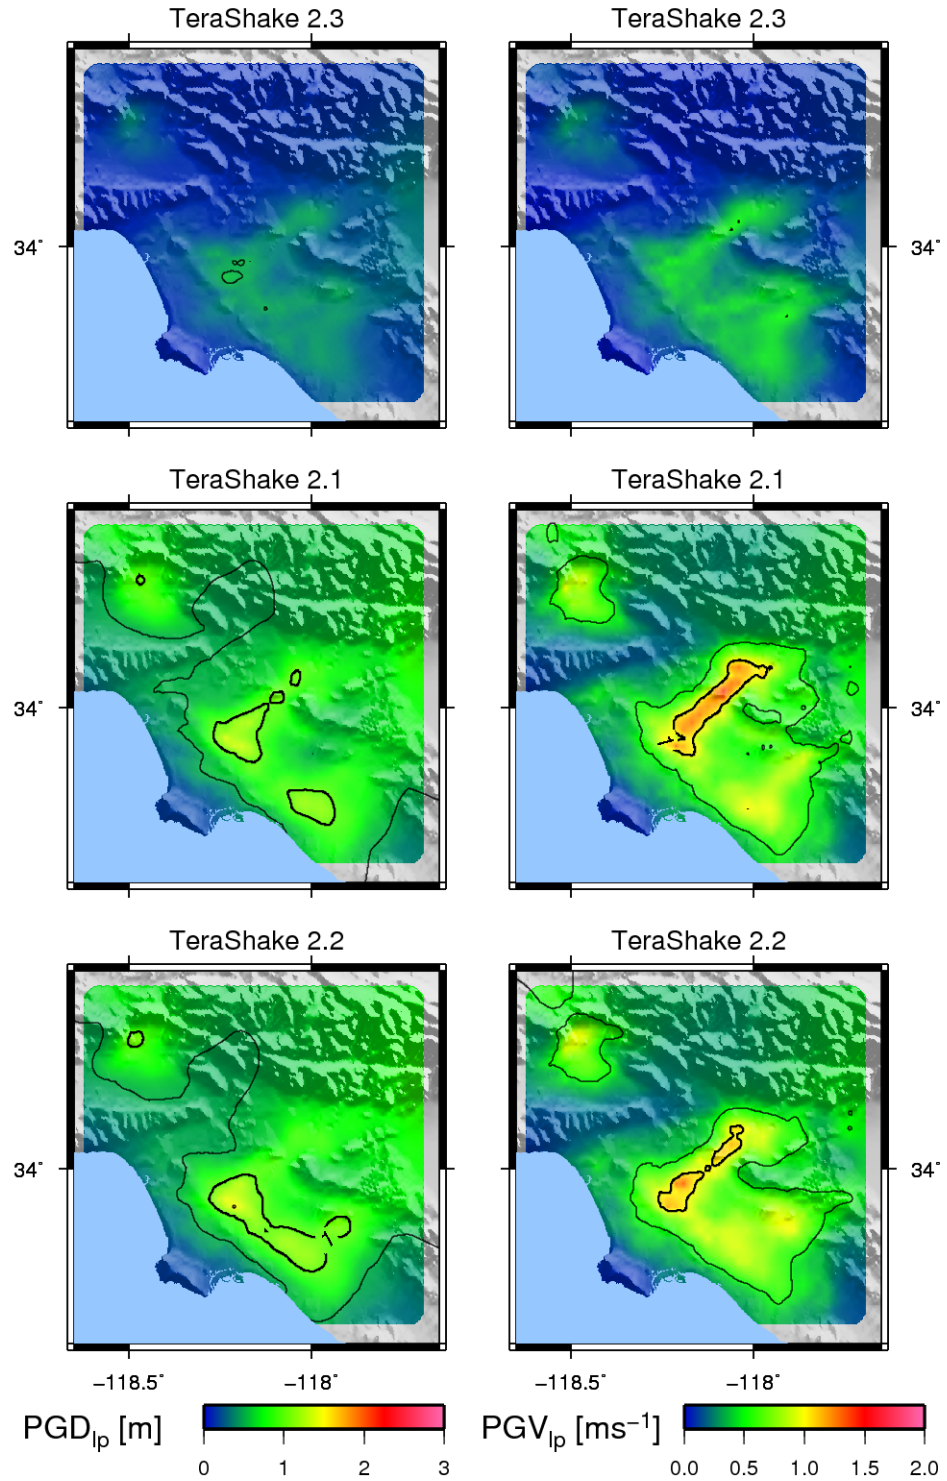 TeraShake 2.3 TeraShake 2.3
34° 34°
TeraShake 2.1 TeraShake 2.1
34° 34°
TeraShake 2.2 TeraShake 2.2
1
34° 34°
−118.5° −118° −118.5° −118°
PGDlp [m] PGVlp [ms−1]
0 1 2 3 0.0 0.5 1.0 1.5 2.0